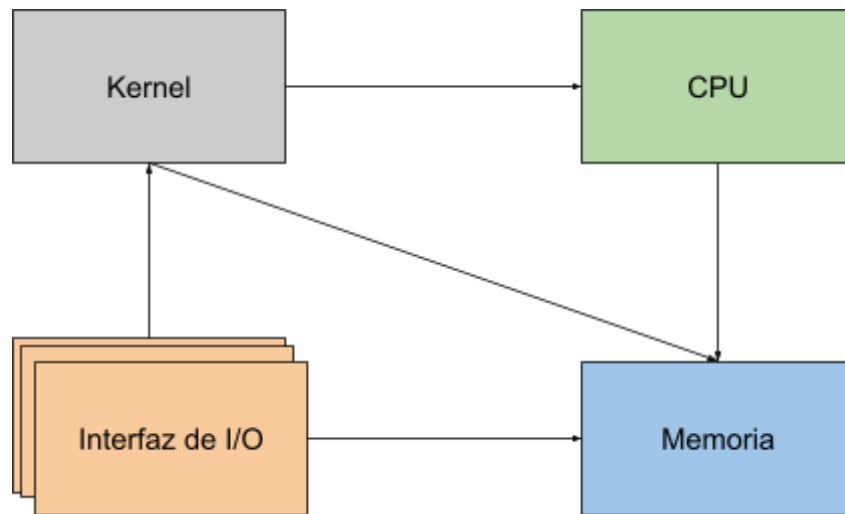 Kernel
CPU
Interfaz de I/O
Memoria